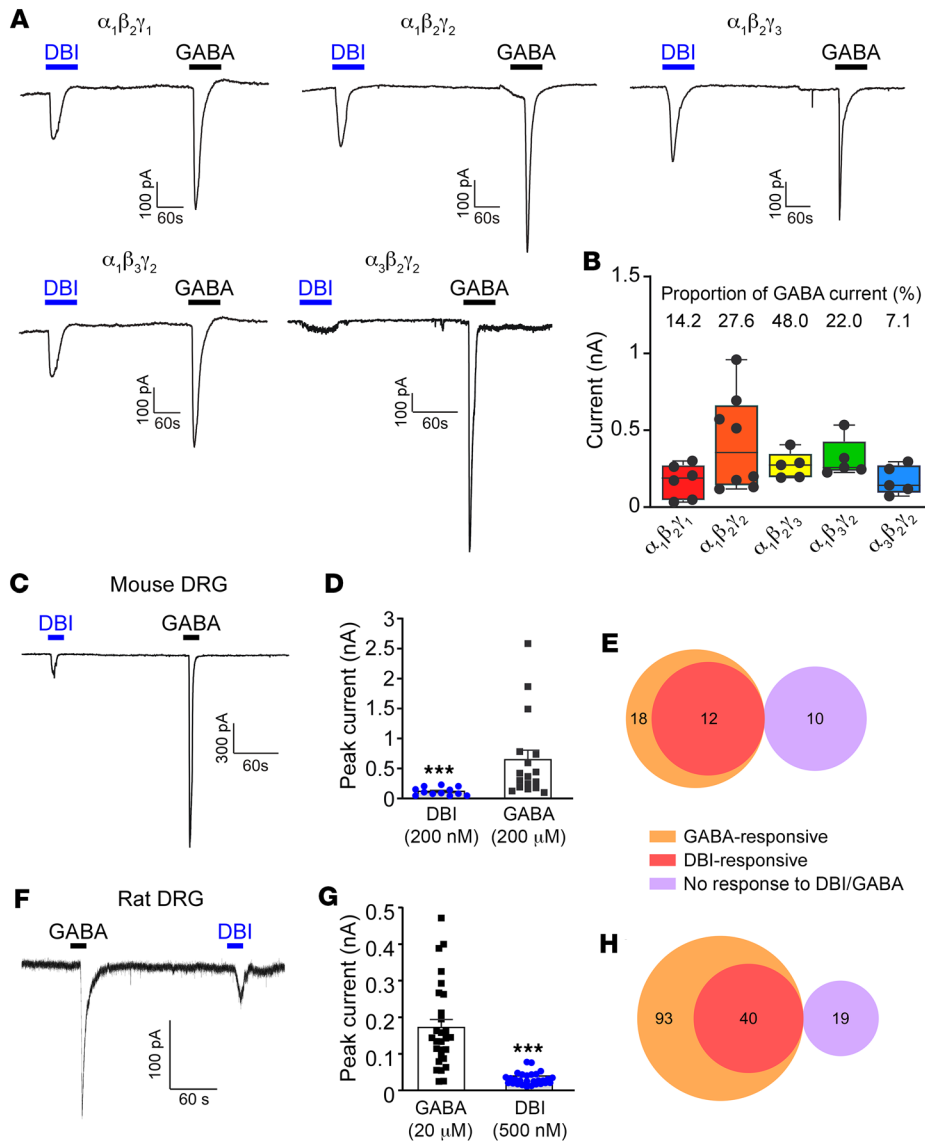 A
α1β2γ1
DBI
GABA
100 pA
60s
α1β2γ2
DBI
GABA
100 pA
60s
α1β2γ3
DBI
GABA
100 pA
60s
α1β3γ2
DBI
GABA
100 pA
60s
α3β2γ2
DBI
GABA
100 pA
60s
B
Proportion of GABA current (%)
14.2 27.6 48.0 22.0 7.1
Current (nA)
1.5
1
0.5
0
α1β2γ1
α1β2γ2
α1β2γ3
α1β3γ2
α3β2γ2
C
Mouse DRG
DBI
GABA
300 pA
60s
D
Peak current (nA)
3
2.5
2
1.5
1
0.5
0
***
DBI
(200 nM)
GABA
(200 µM)
E
18
12
10
GABA-responsive
DBI-responsive
No response to DBI/GABA
F
Rat DRG
GABA
DBI
100 pA
60 s
G
Peak current (nA)
0.5
0.4
0.3
0.2
0.1
0
***
GABA
(20 µM)
DBI
(500 nM)
H
93
40
19